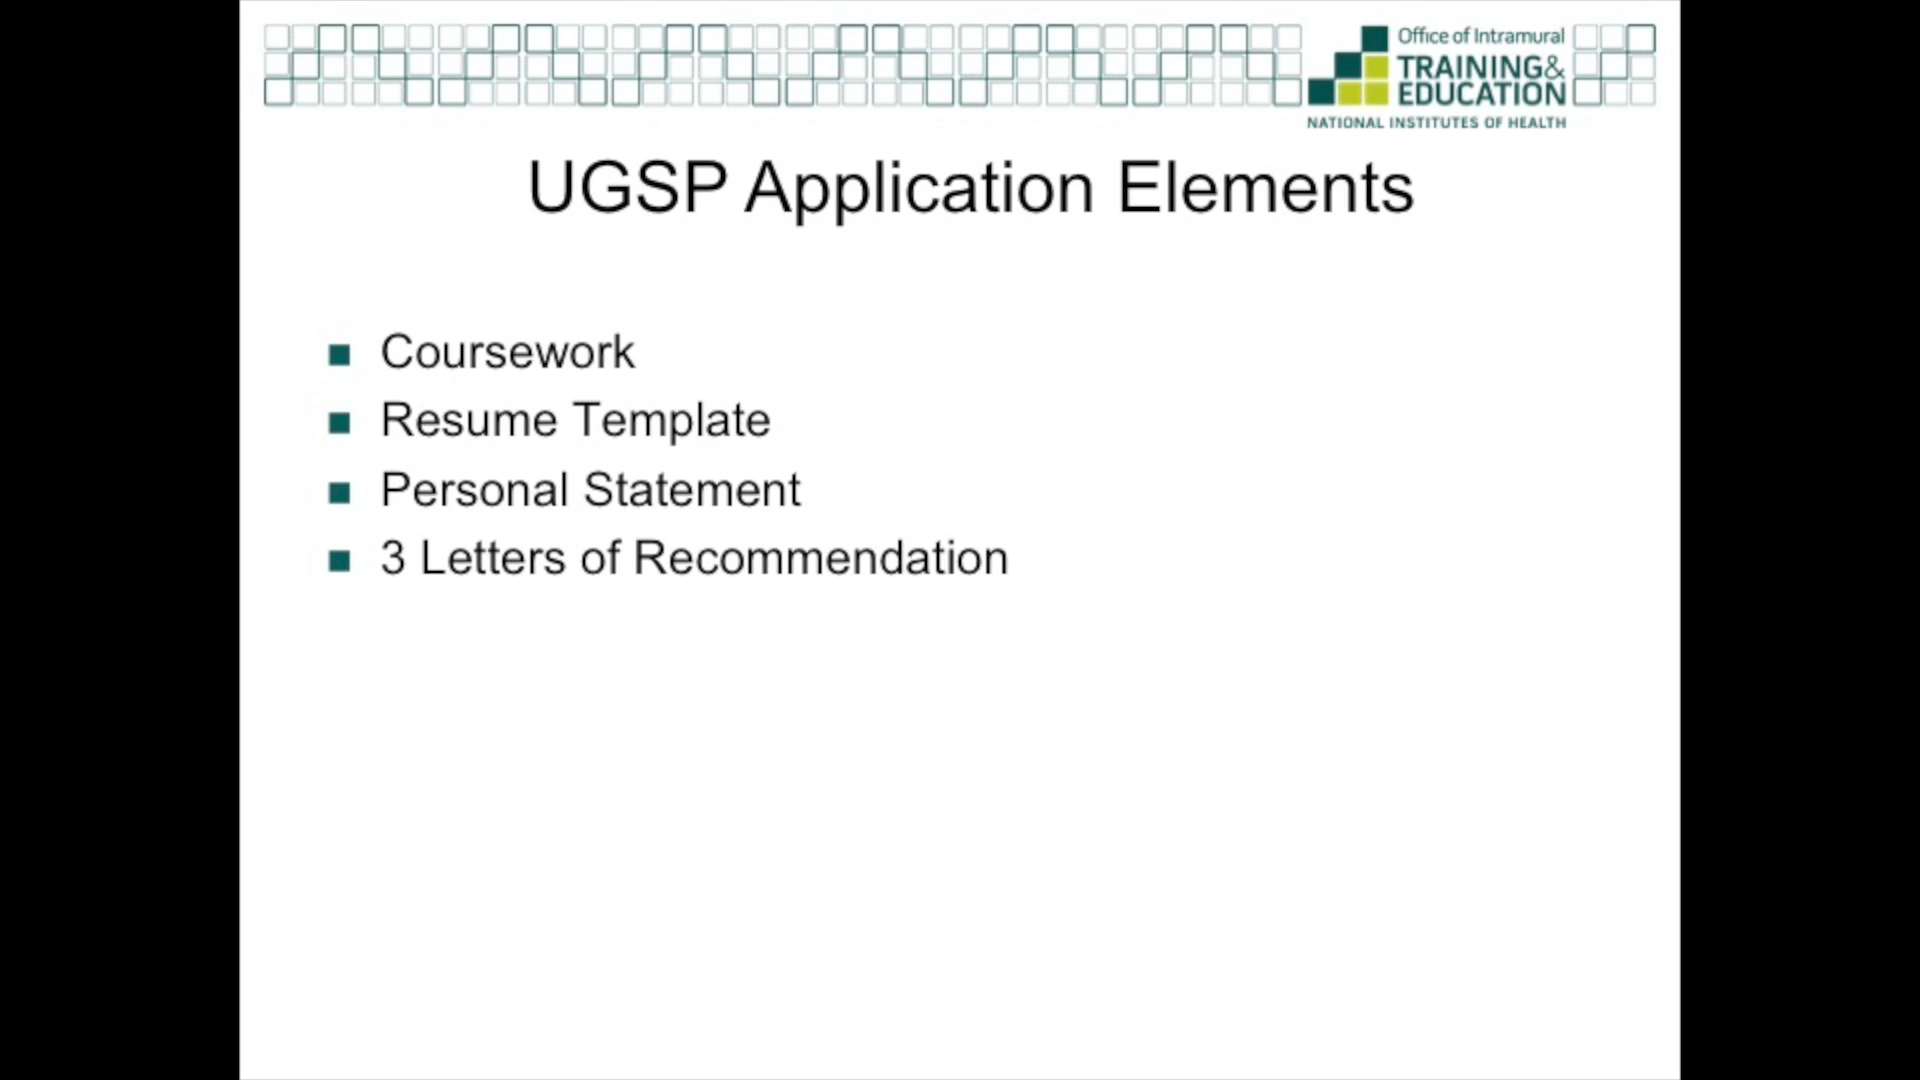 Office of Intramural
TRAINING&
EDUCATION
NATIONAL INSTITUTES OF HEALTH
UGSP Application Elements
Coursework
Resume Template
Personal Statement
3 Letters of Recommendation